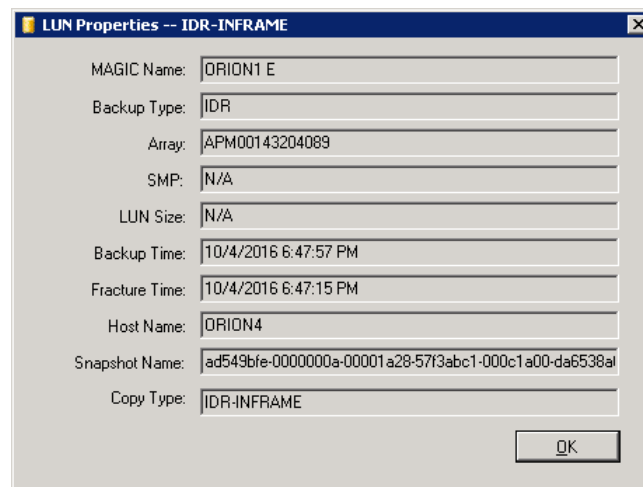 LUN Properties -- IDR-INFRAME
MAGIC Name: ORION1 E
Backup Type: IDR
Array: APM00143204089
SMP: N/A
LUN Size: N/A
Backup Time: 10/4/2016 6:47:57 PM
Fracture Time: 10/4/2016 6:47:15 PM
Host Name: ORION4
Snapshot Name: ad549bfe-0000000a-00001a28-57f3abc1-000c1a00-da6538a
Copy Type: IDR-INFRAME
OK